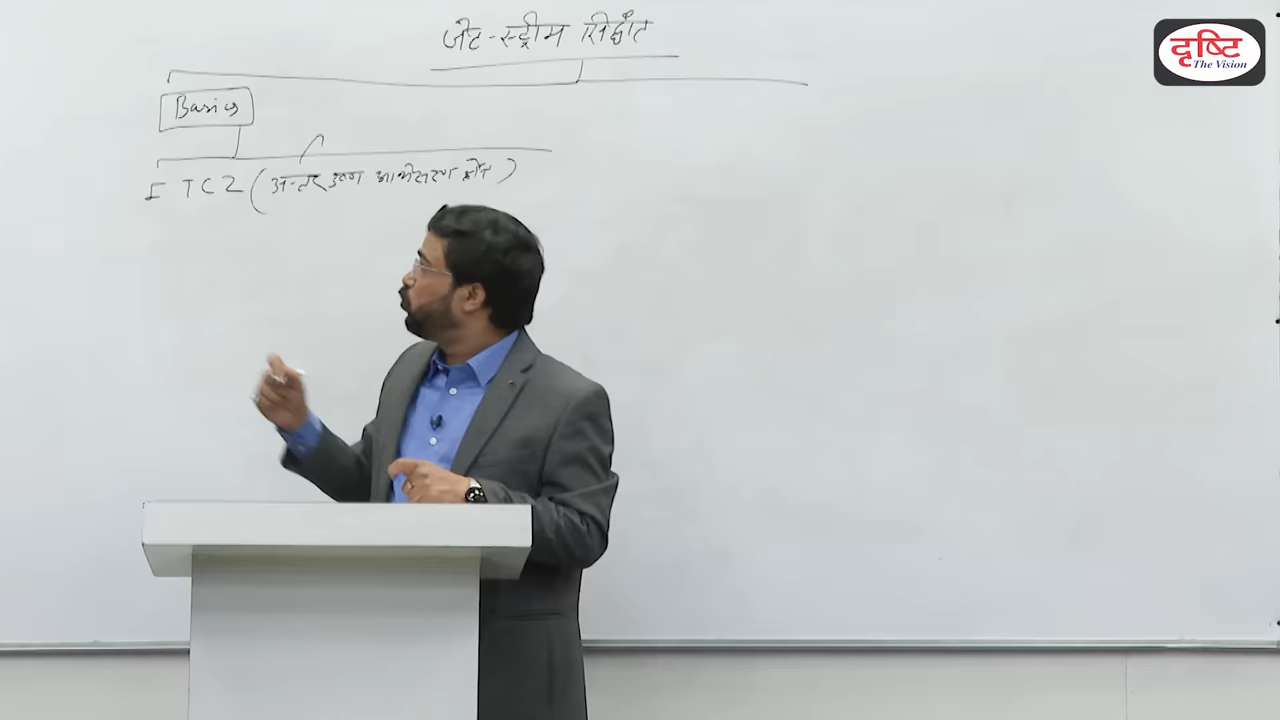 जेट-स्ट्रीम सिद्धांत
दृष्टि
The Vision
Basics
ITCZ (अन्तर उष्ण अभिसरण क्षेत्र)